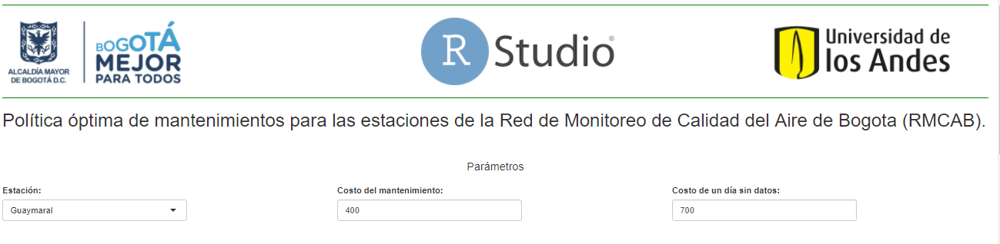 ALCALDÍA MAYOR
DE BOGOTÁ D.C.
BOGOTÁ
MEJOR
PARA TODOS
R Studio®
Universidad de
los Andes
Política óptima de mantenimientos para las estaciones de la Red de Monitoreo de Calidad del Aire de Bogota (RMCAB).
Parámetros
Estación:
Costo del mantenimiento:
Costo de un día sin datos:
Guaymaral
400
700